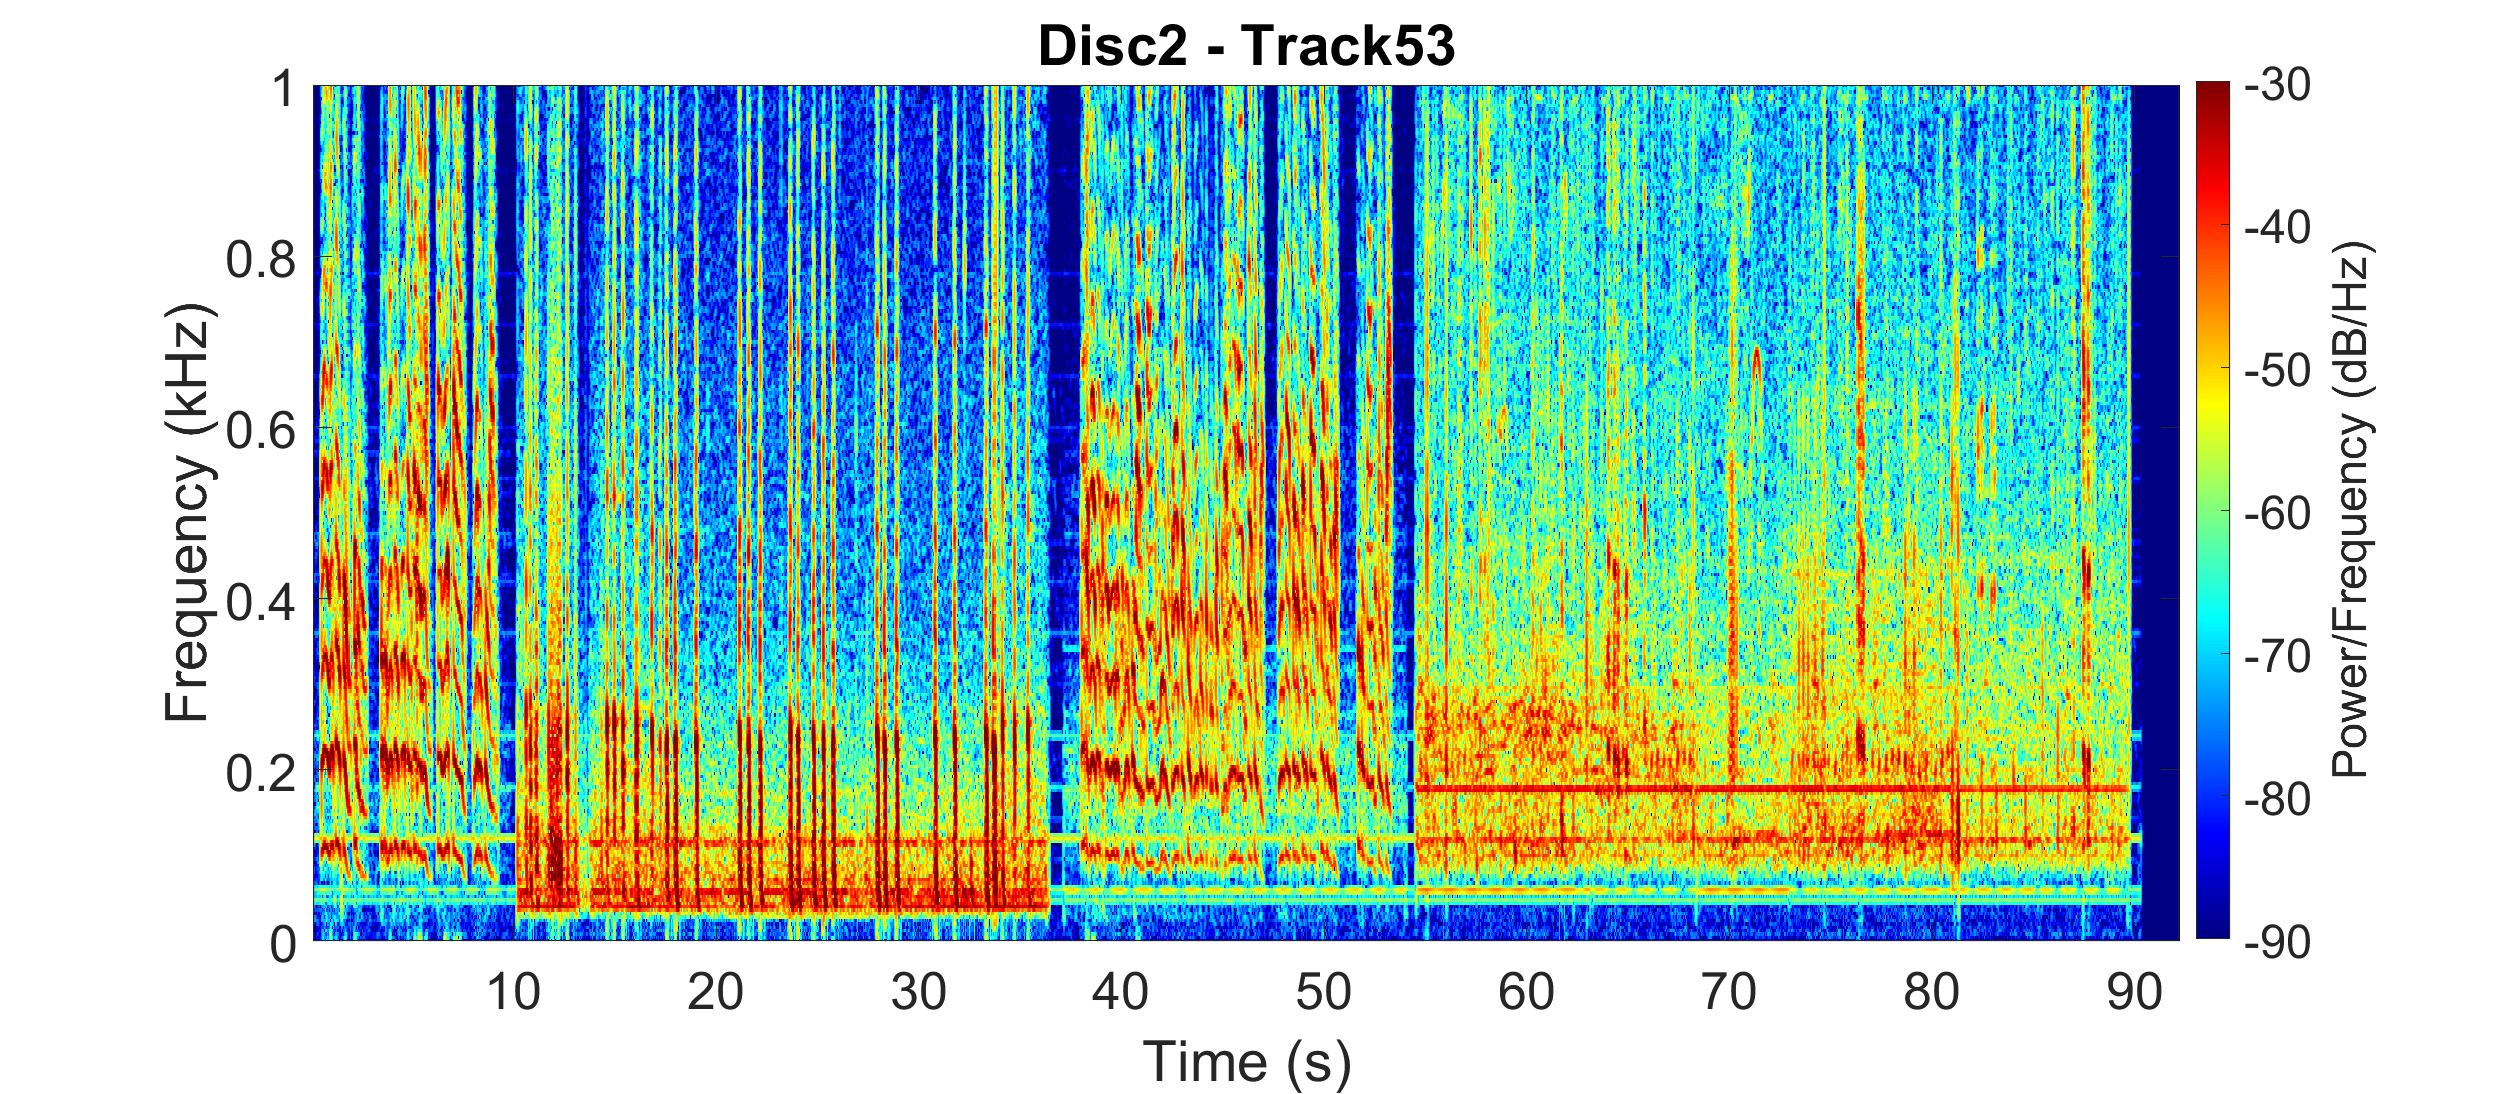 Disc2 - Track53
Frequency (kHz)
1
0.8
0.6
0.4
0.2
0
10 20 30 40 50 60 70 80 90
Time (s)
-30
-40
-50
-60
-70
-80
-90
Power/Frequency (dB/Hz)